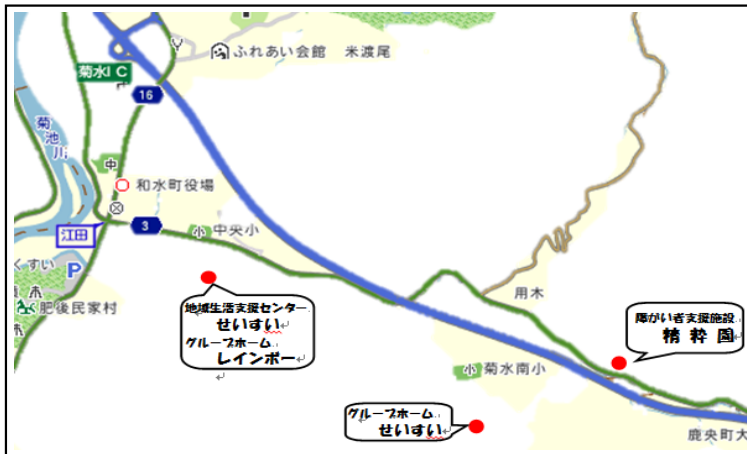 ふれあい会館 米渡尾
菊水IC
16
菊池川
中
和水町役場
3
小 中央小
江田
くすい
P
肥後民家村
地域生活支援センター
せいすい
グループホーム
レインボー
用木
障がい者支援施設
精粋園
小 菊水南小
グループホーム
せいすい
鹿央町大